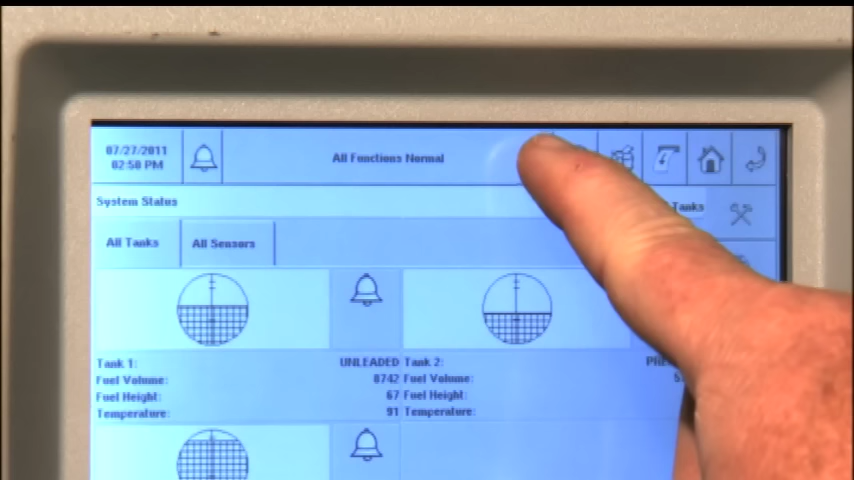 07/27/2011
02:50 PM
All Functions Normal
System Status
Tanks
All Tanks
All Sensors
Tank 1:
UNLEADED
Fuel Volume:
8742
Fuel Height:
67
Temperature:
91
Tank 2:
Fuel Volume:
Fuel Height:
Temperature: